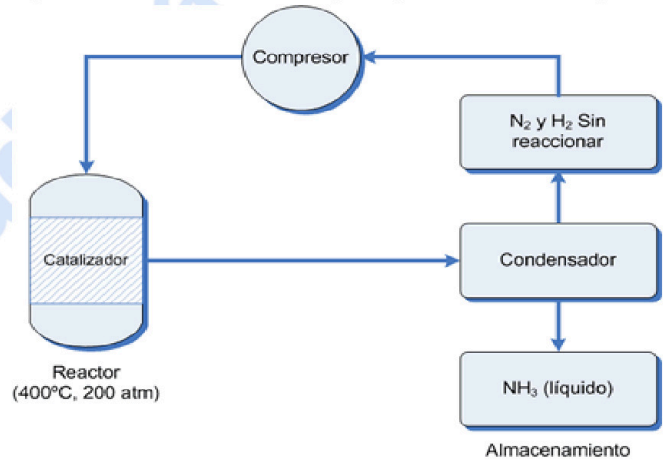 Compresor
N₂ y H₂ Sin
reaccionar
Catalizador
Condensador
Reactor
(400ºC, 200 atm)
NH₃ (líquido)
Almacenamiento